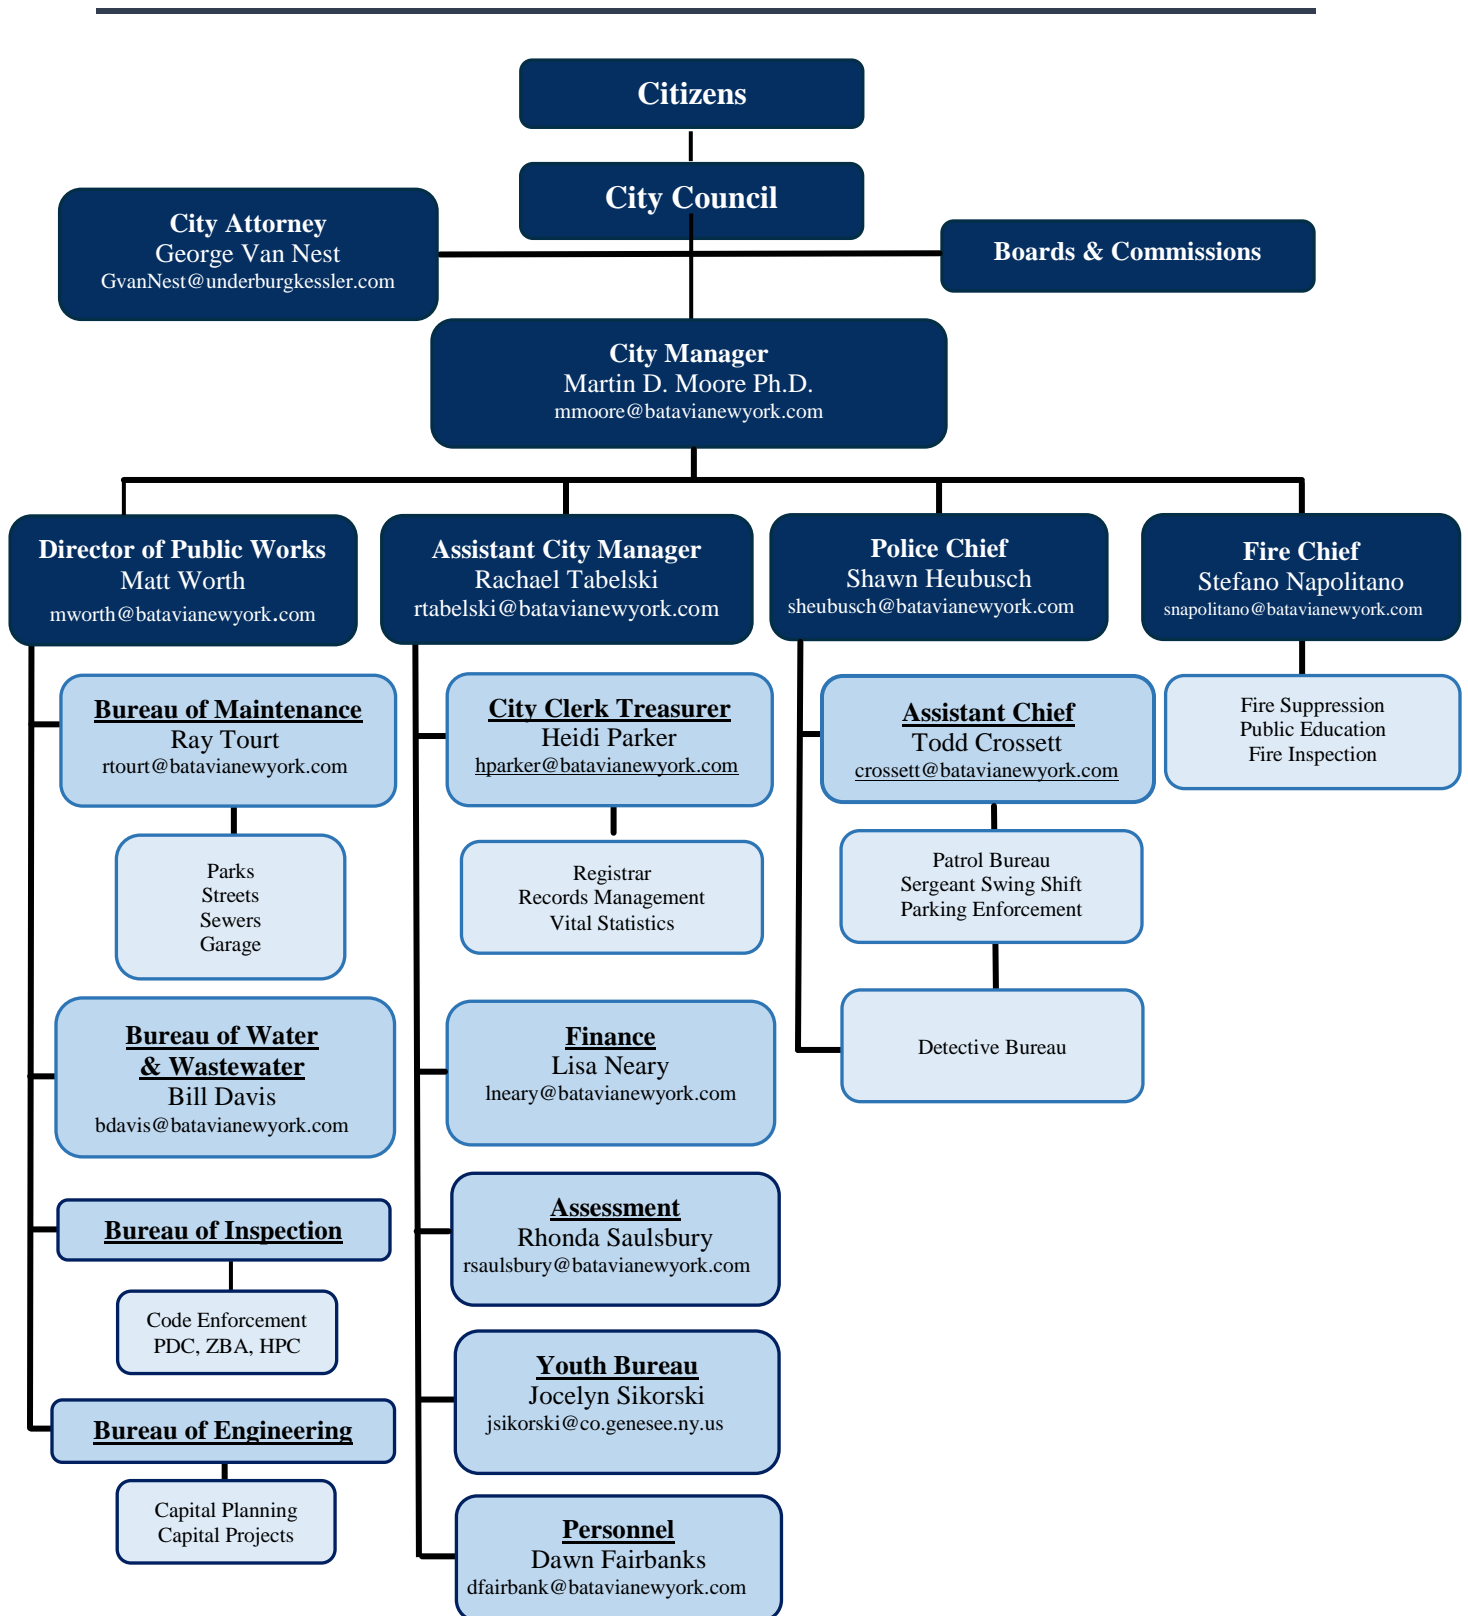 Citizens
City Council
City Attorney
George Van Nest
GvanNest@underburgkessler.com
Boards & Commissions
City Manager
Martin D. Moore Ph.D.
mmoore@batavianewyork.com
Director of Public Works
Matt Worth
mworth@batavianewyork.com
Assistant City Manager
Rachael Tabelski
rtabelski@batavianewyork.com
Police Chief
Shawn Heubusch
sheubusch@batavianewyork.com
Fire Chief
Stefano Napolitano
snapolitano@batavianewyork.com
Bureau of Maintenance
Ray Tourt
rtourt@batavianewyork.com
Parks
Streets
Sewers
Garage
Bureau of Water
& Wastewater
Bill Davis
bdavis@batavianewyork.com
Bureau of Inspection
Code Enforcement
PDC, ZBA, HPC
Bureau of Engineering
Capital Planning
Capital Projects
City Clerk Treasurer
Heidi Parker
hparker@batavianewyork.com
Registrar
Records Management
Vital Statistics
Finance
Lisa Neary
lneary@batavianewyork.com
Assessment
Rhonda Saulsbury
rsaulsbury@batavianewyork.com
Youth Bureau
Jocelyn Sikorski
jsikorski@co.genesee.ny.us
Personnel
Dawn Fairbanks
dfairbank@batavianewyork.com
Assistant Chief
Todd Crossett
crossett@batavianewyork.com
Patrol Bureau
Sergeant Swing Shift
Parking Enforcement
Detective Bureau
Fire Suppression
Public Education
Fire Inspection